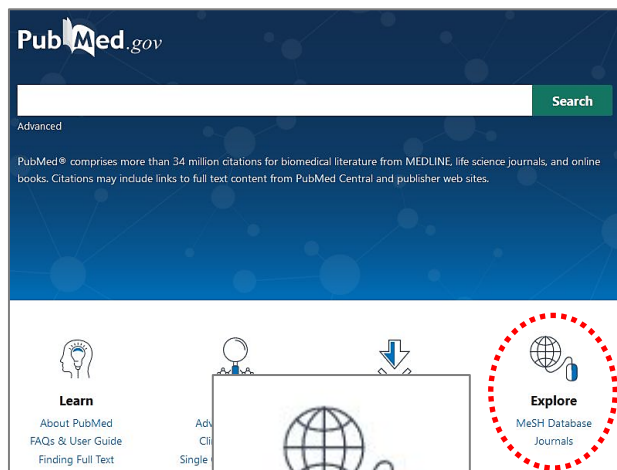 PubMed.gov
Search
Advanced
PubMed® comprises more than 34 million citations for biomedical literature from MEDLINE, life science journals, and online
books. Citations may include links to full text content from PubMed Central and publisher web sites.
Learn
About PubMed
FAQs & User Guide
Finding Full Text
Single
Explore
MeSH Database
Journals